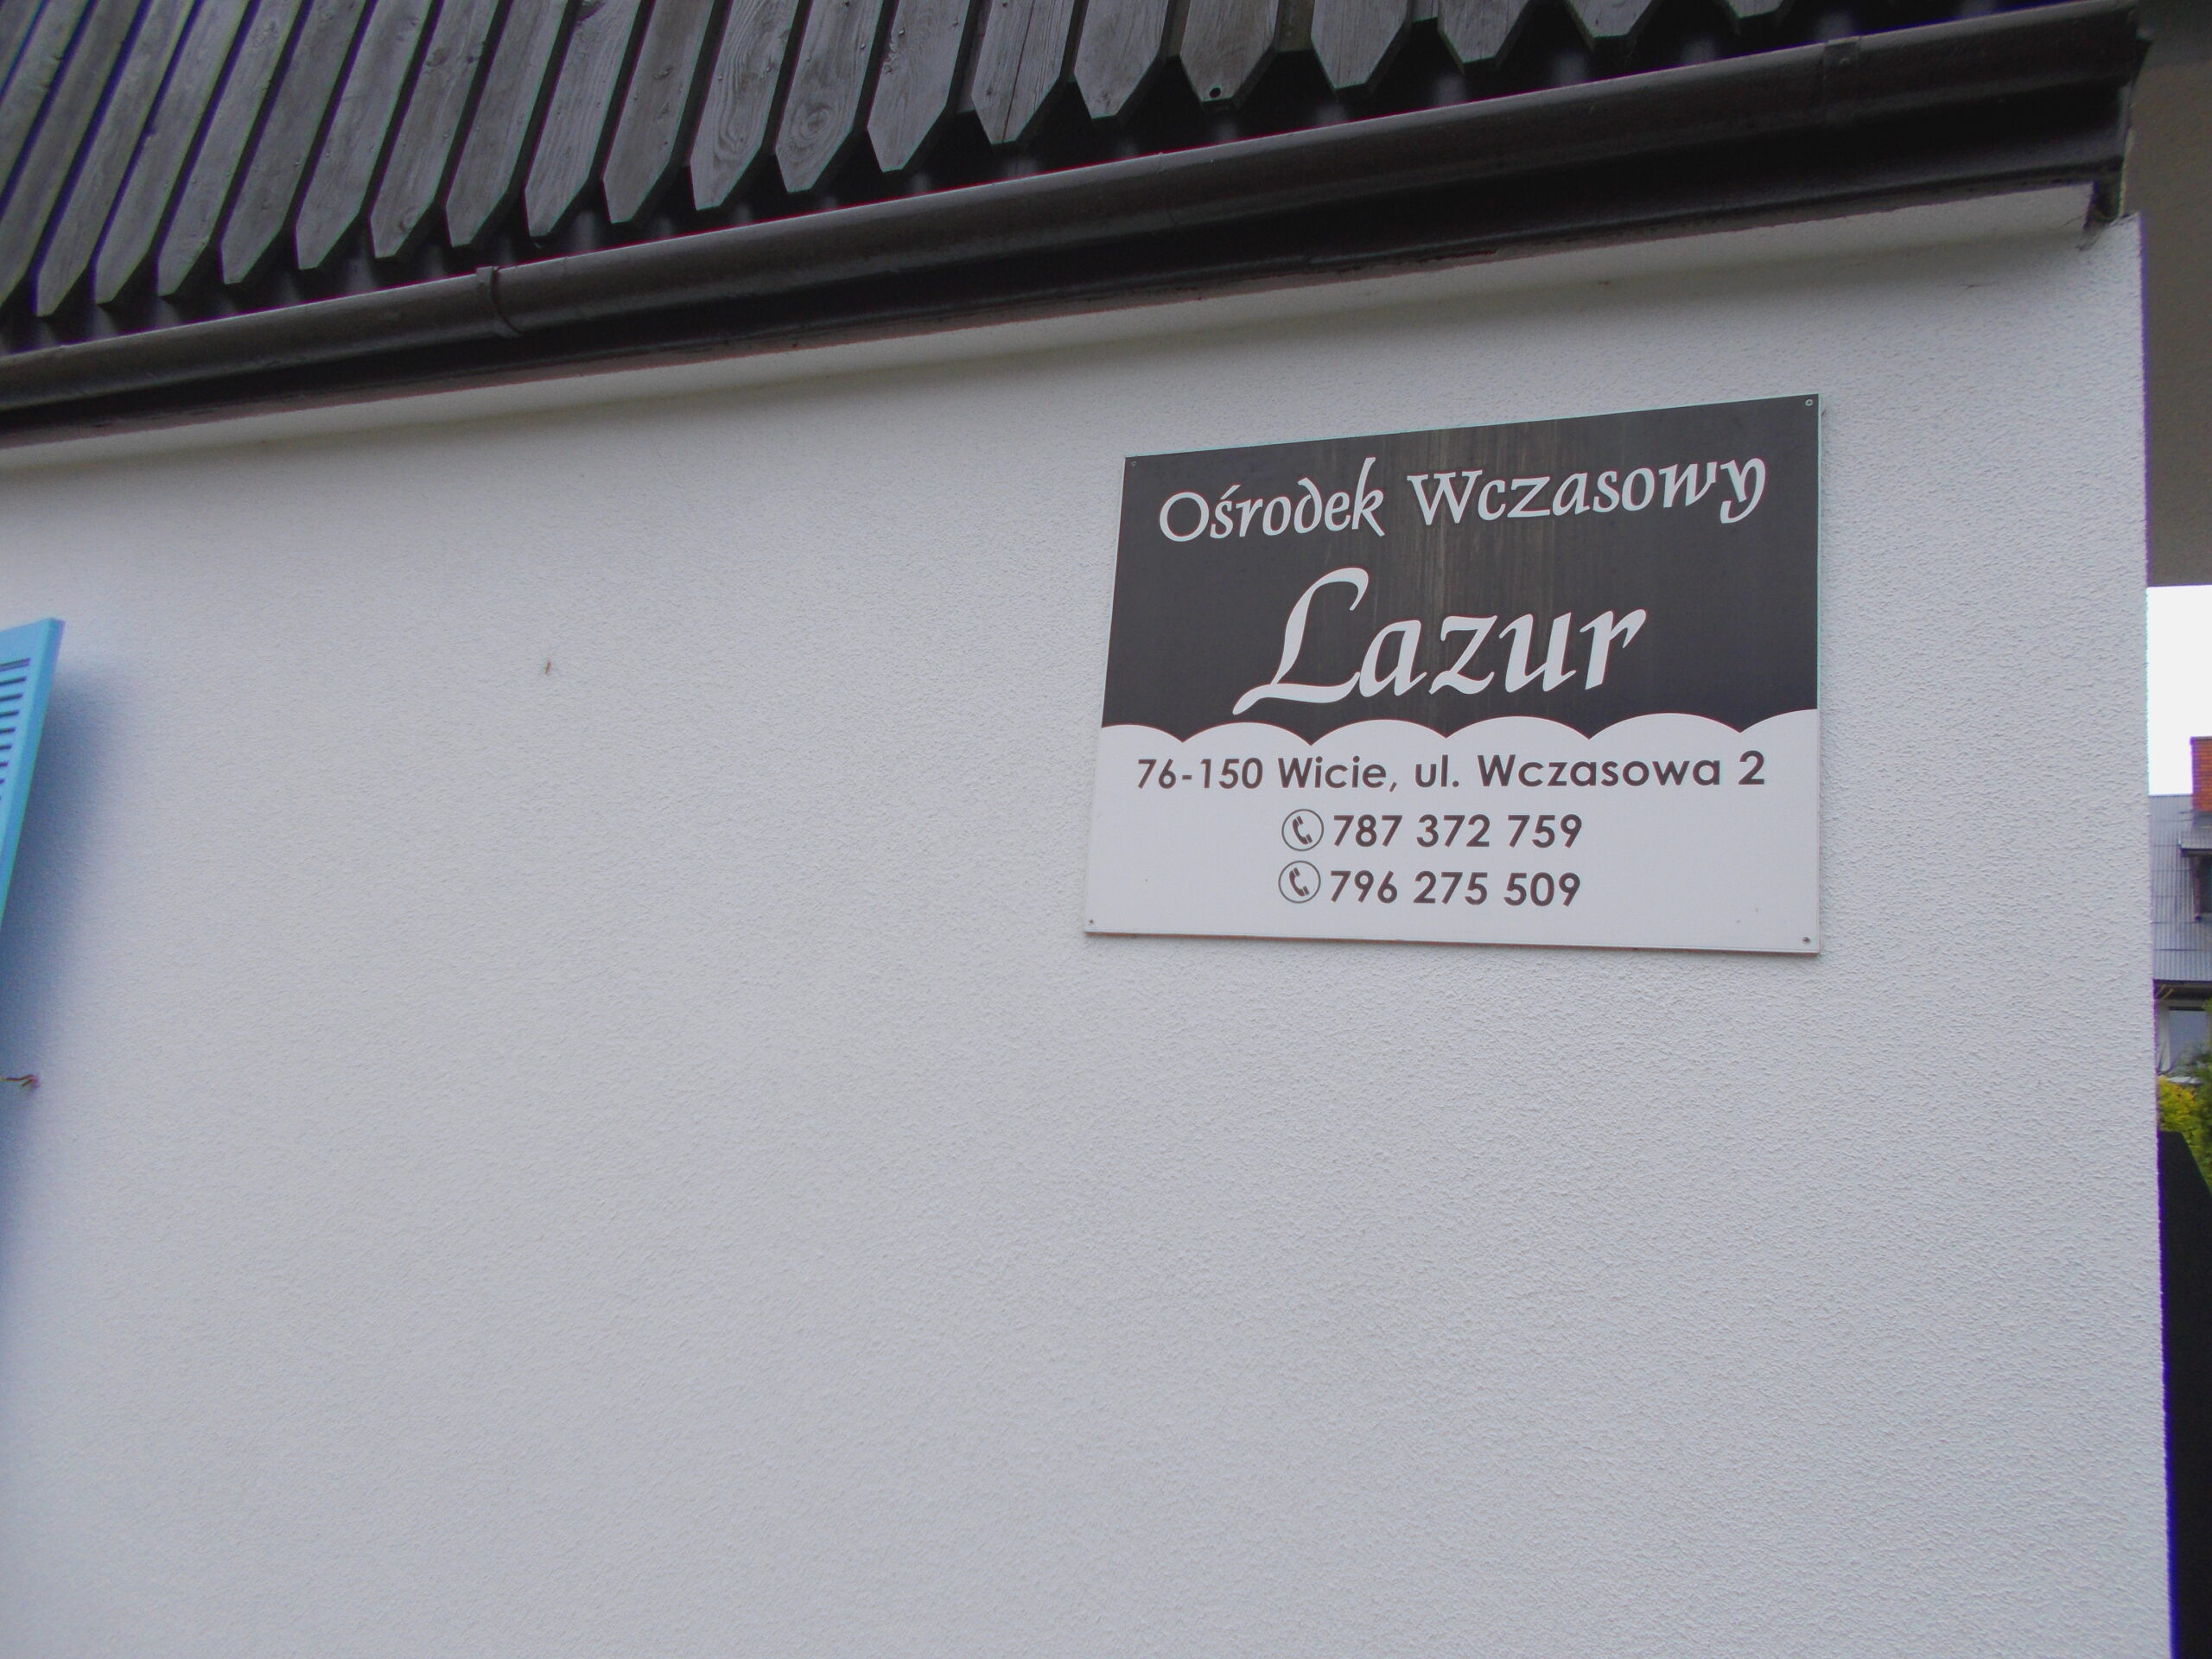 Ośrodek Wczasowy
Lazur
76-150 Wicie, ul. Wczasowa 2
787 372 759
796 275 509